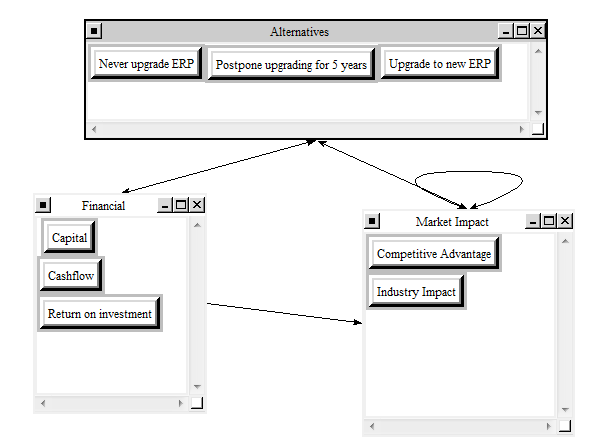 Alternatives
Never upgrade ERP
Postpone upgrading for 5 years
Upgrade to new ERP
Financial
Capital
Cashflow
Return on investment
Market Impact
Competitive Advantage
Industry Impact